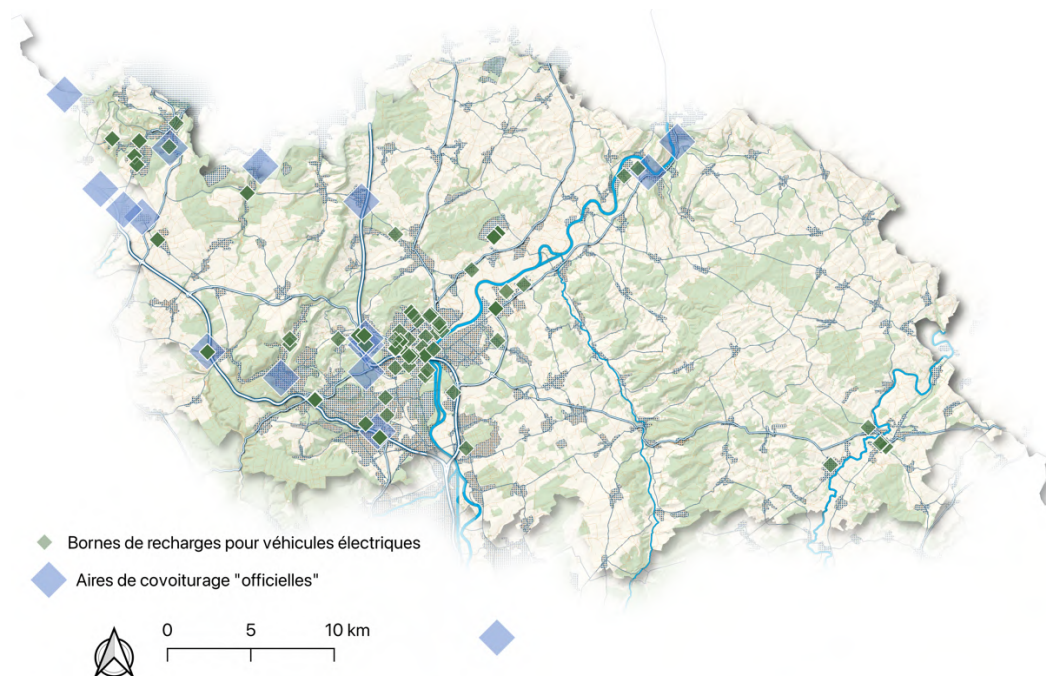 Bornes de recharges pour véhicules électriques
Aires de covoiturage "officielles"
0 5 10 km